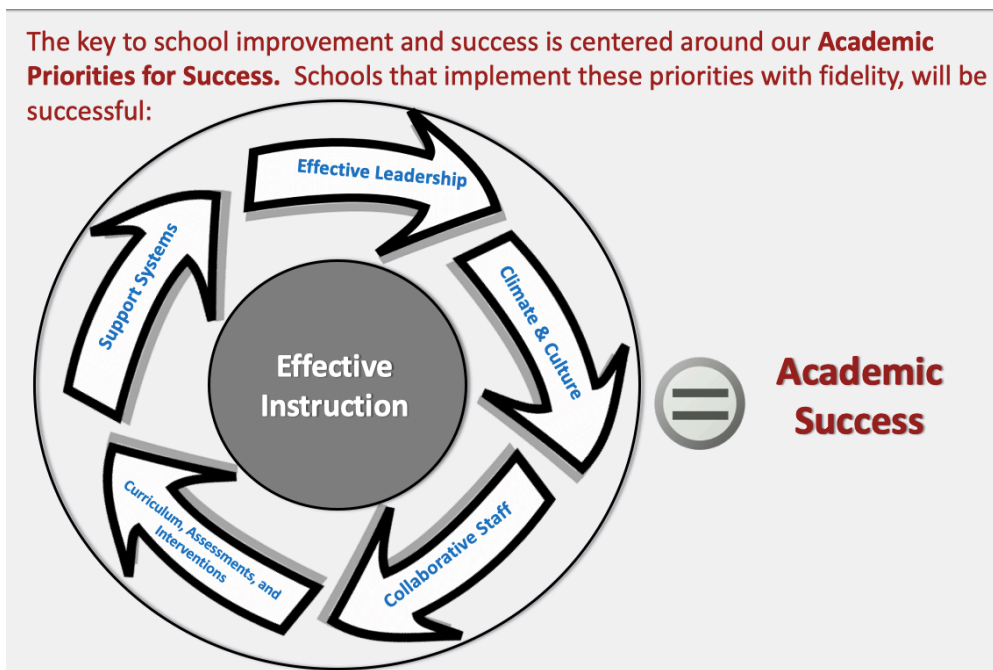 The key to school improvement and success is centered around our Academic
Priorities for Success. Schools that implement these priorities with fidelity, will be
successful:
Effective Leadership
Climate & Culture
Collaborative Staff
Curriculum, Assessments, and
Interventions
Support Systems
Effective
Instruction
Academic
Success